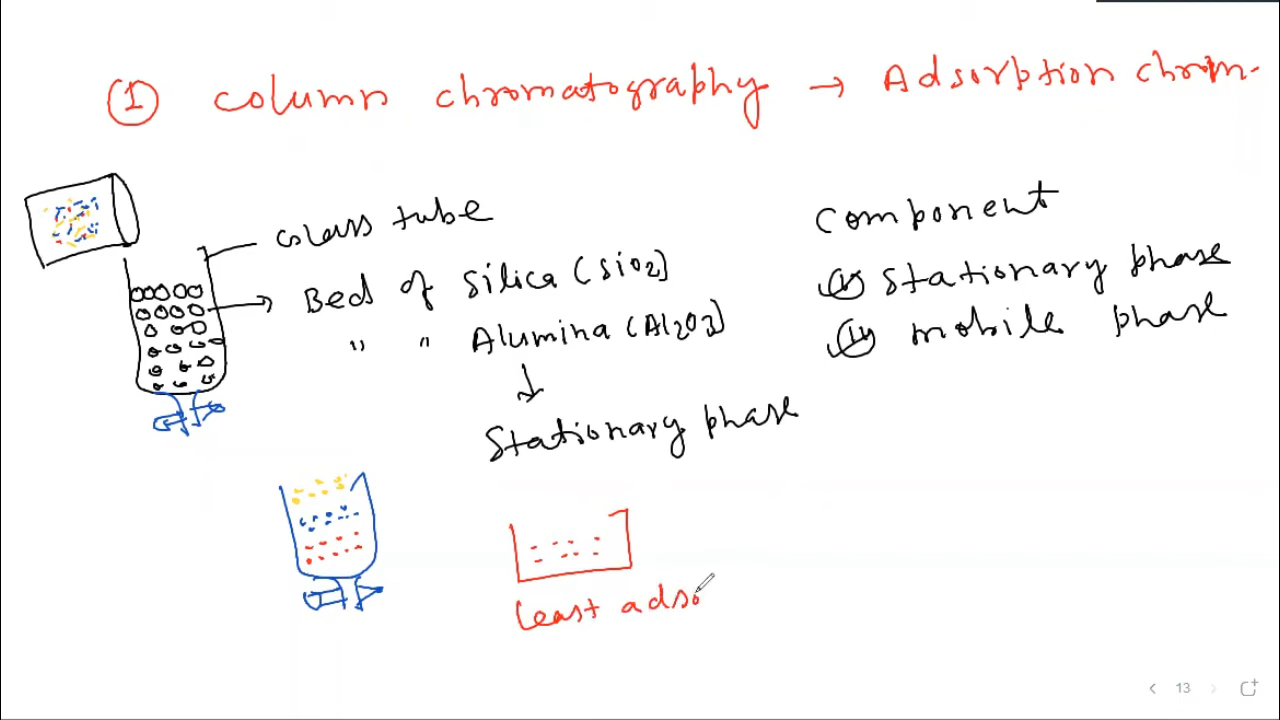 ① Column chromatography → Adsorption chrom.
Glass tube
Bed of Silica (SiO2)
" " Alumina (Al2O3)
↓
Stationary phase
Component
(i) Stationary phase
(ii) mobile phase
Least adso
13